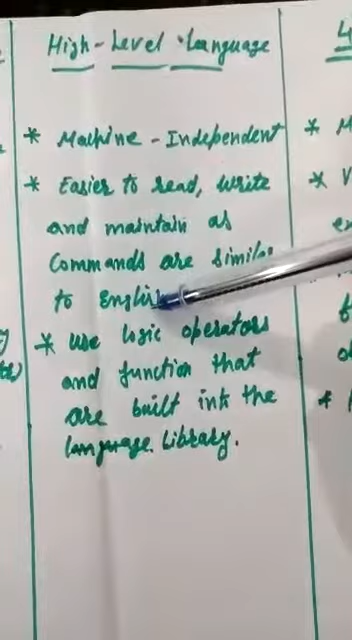 High-Level Language
* Machine - Independent
* Easier to read, write
and maintain as
Commands are similar
to English
* Use logic operators
and function that
are built into the
language library.